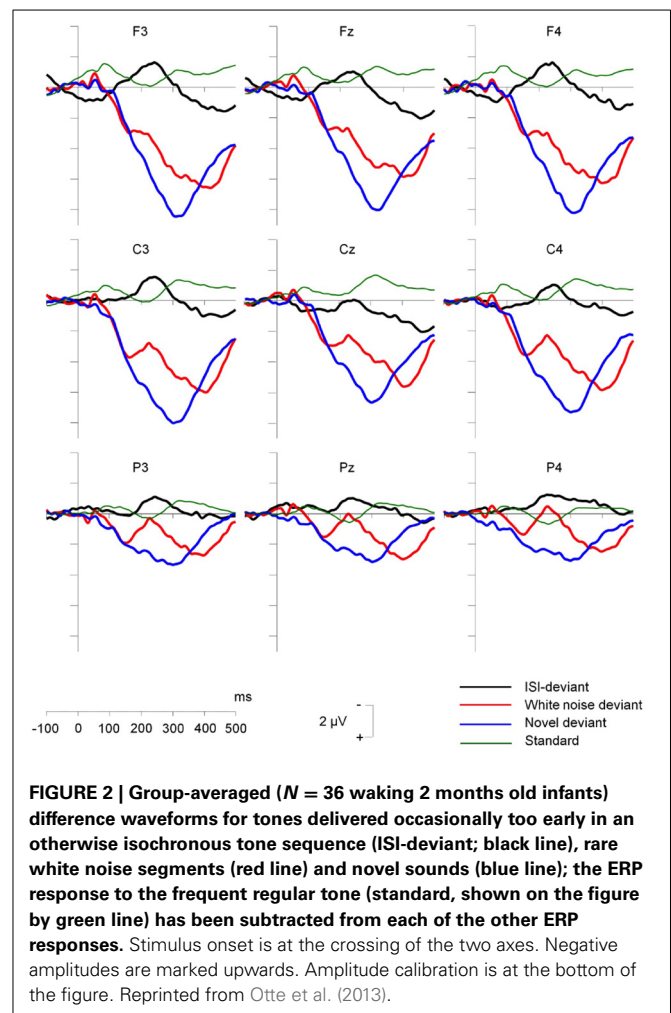 F3
Fz
F4
C3
Cz
C4
P3
Pz
P4
ms
-100 0 100 200 300 400 500
-
2 µV
+
ISI-deviant
White noise deviant
Novel deviant
Standard
FIGURE 2 | Group-averaged (N = 36 waking 2 months old infants)
difference waveforms for tones delivered occasionally too early in an
otherwise isochronous tone sequence (ISI-deviant; black line), rare
white noise segments (red line) and novel sounds (blue line); the ERP
response to the frequent regular tone (standard, shown on the figure
by green line) has been subtracted from each of the other ERP
responses. Stimulus onset is at the crossing of the two axes. Negative
amplitudes are marked upwards. Amplitude calibration is at the bottom of
the figure. Reprinted from Otte et al. (2013).